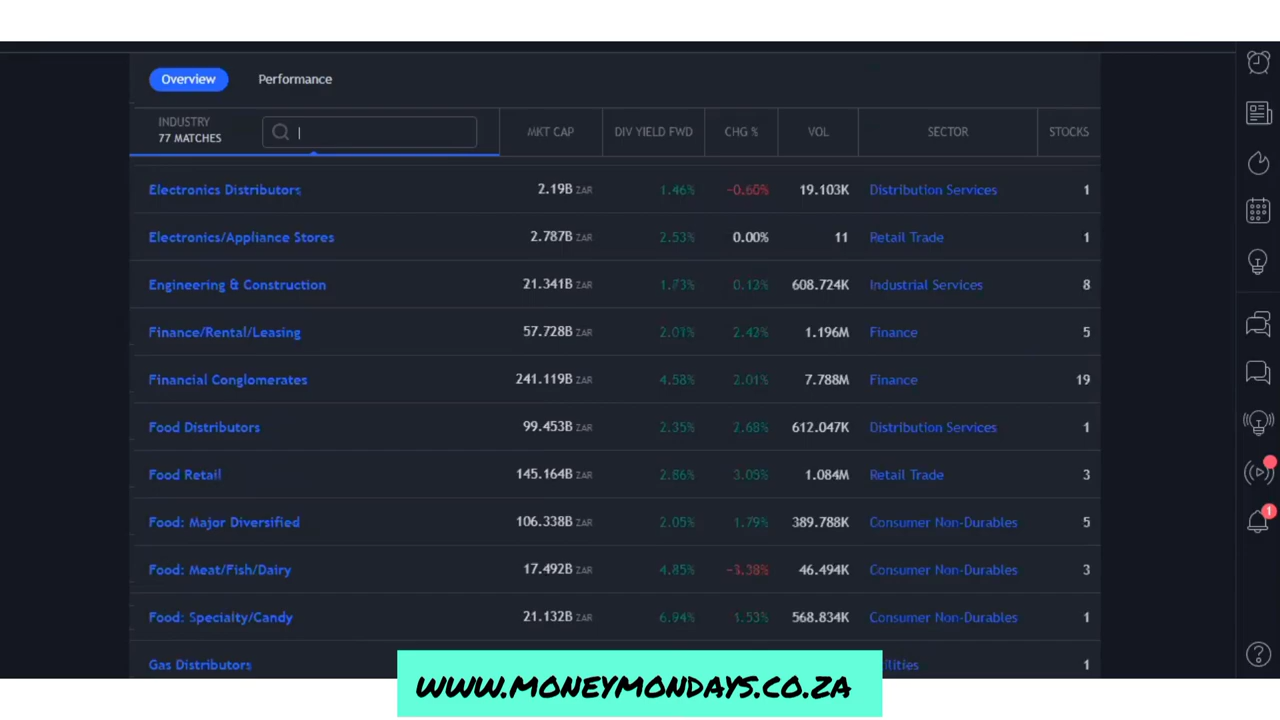 Overview Performance
INDUSTRY
77 MATCHES
MKT CAP DIV YIELD FWD CHG % VOL SECTOR STOCKS
Electronics Distributors 2.19B ZAR 1.46% −0.60% 19.103K Distribution Services 1
Electronics/Appliance Stores 2.787B ZAR 2.53% 0.00% 11 Retail Trade 1
Engineering & Construction 21.341B ZAR 1.73% 0.13% 608.724K Industrial Services 8
Finance/Rental/Leasing 57.728B ZAR 2.01% 2.42% 1.196M Finance 5
Financial Conglomerates 241.119B ZAR 4.58% 2.01% 7.788M Finance 19
Food Distributors 99.453B ZAR 2.35% 2.68% 612.047K Distribution Services 1
Food Retail 145.164B ZAR 2.66% 3.05% 1.084M Retail Trade 3
Food: Major Diversified 106.338B ZAR 2.05% 1.79% 389.788K Consumer Non-Durables 5
Food: Meat/Fish/Dairy 17.492B ZAR 4.85% −3.38% 46.494K Consumer Non-Durables 3
Food: Specialty/Candy 21.132B ZAR 6.94% 1.53% 568.834K Consumer Non-Durables 1
Gas Distributors 1
1
WWW.MONEYMONDAYS.CO.ZA